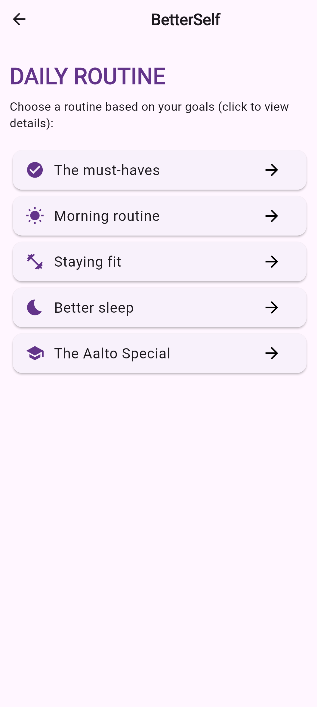 BetterSelf
DAILY ROUTINE
Choose a routine based on your goals (click to view
details):
The must-haves
Morning routine
Staying fit
Better sleep
The Aalto Special